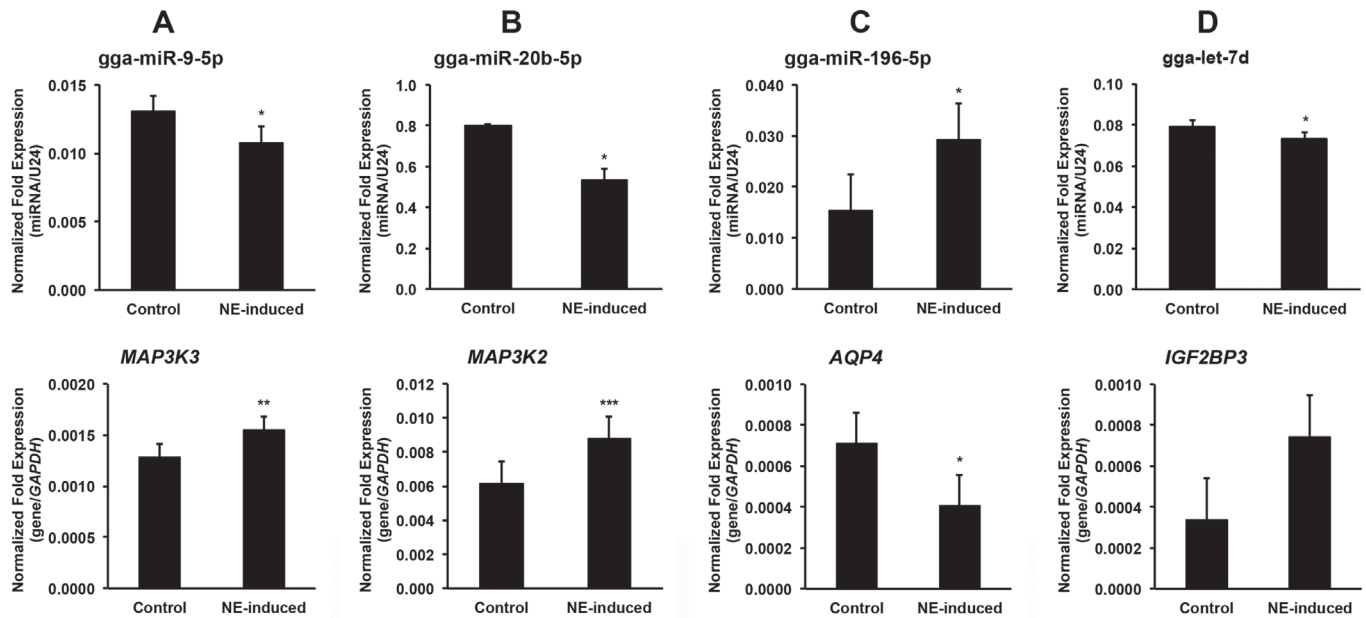 A
gga-miR-9-5p
Normalized Fold Expression
(miRNA/U24)
0.015
0.010
0.005
0.000
*
Control
NE-induced
B
gga-miR-20b-5p
Normalized Fold Expression
(miRNA/U24)
1.0
0.8
0.6
0.4
0.2
0.0
*
Control
NE-induced
C
gga-miR-196-5p
Normalized Fold Expression
(miRNA/U24)
0.040
0.030
0.020
0.010
0.000
*
Control
NE-induced
D
gga-let-7d
Normalized Fold Expression
(miRNA/U24)
0.10
0.08
0.06
0.04
0.02
0.00
*
Control
NE-induced
MAP3K3
Normalized Fold Expression
(gene/GAPDH)
0.0020
0.0015
0.0010
0.0005
0.0000
**
Control
NE-induced
MAP3K2
Normalized Fold Expression
(gene/GAPDH)
0.012
0.010
0.008
0.006
0.004
0.002
0.000
***
Control
NE-induced
AQP4
Normalized Fold Expression
(gene/GAPDH)
0.0010
0.0008
0.0006
0.0004
0.0002
0.0000
*
Control
NE-induced
IGF2BP3
Normalized Fold Expression
(gene/GAPDH)
0.0010
0.0008
0.0006
0.0004
0.0002
0.0000
Control
NE-induced